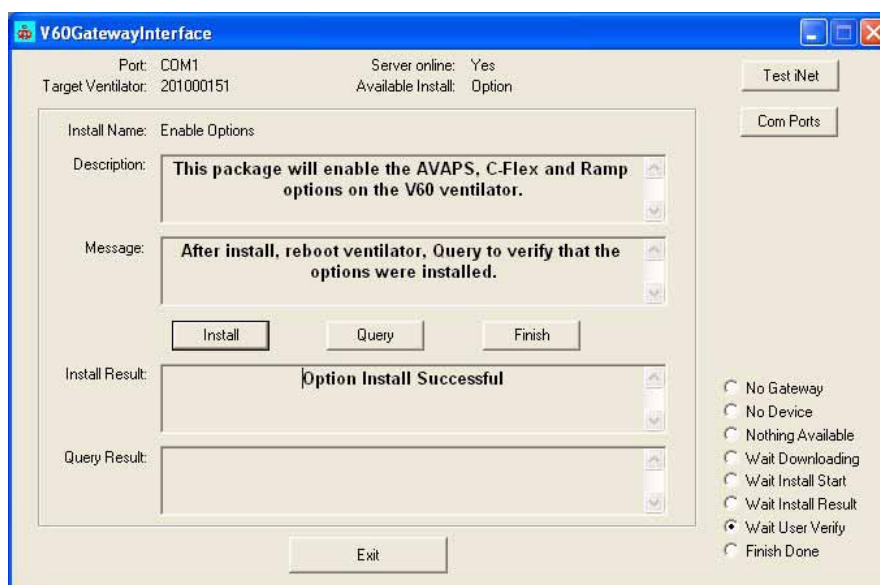 V60GatewayInterface
Port: COM1 Server online: Yes
Target Ventilator: 201000151 Available Install: Option
Test iNet
Com Ports
Install Name: Enable Options
Description: This package will enable the AVAPS, C-Flex and Ramp
options on the V60 ventilator.
Message: After install, reboot ventilator, Query to verify that the
options were installed.
Install Query Finish
Install Result: Option Install Successful
Query Result:
No Gateway
No Device
Nothing Available
Wait Downloading
Wait Install Start
Wait Install Result
Wait User Verify
Finish Done
Exit